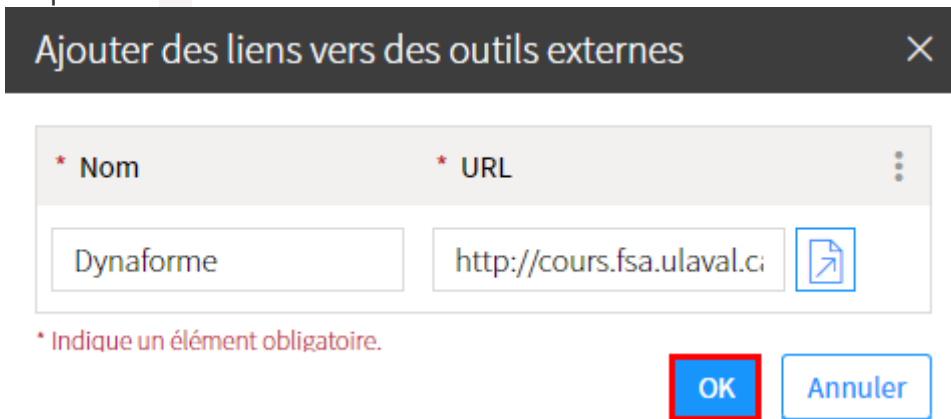 Ajouter des liens vers des outils externes
* Nom * URL
Dynaforme http://cours.fsa.ulaval.ca
* Indique un élément obligatoire.
OK Annuler